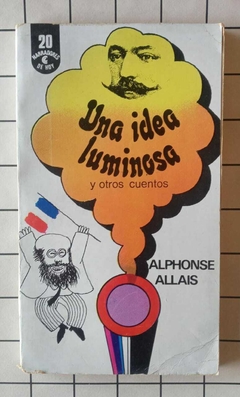 20
NARRADORES
DE HOY
Una idea
luminosa
y otros cuentos
ALPHONSE
ALLAIS